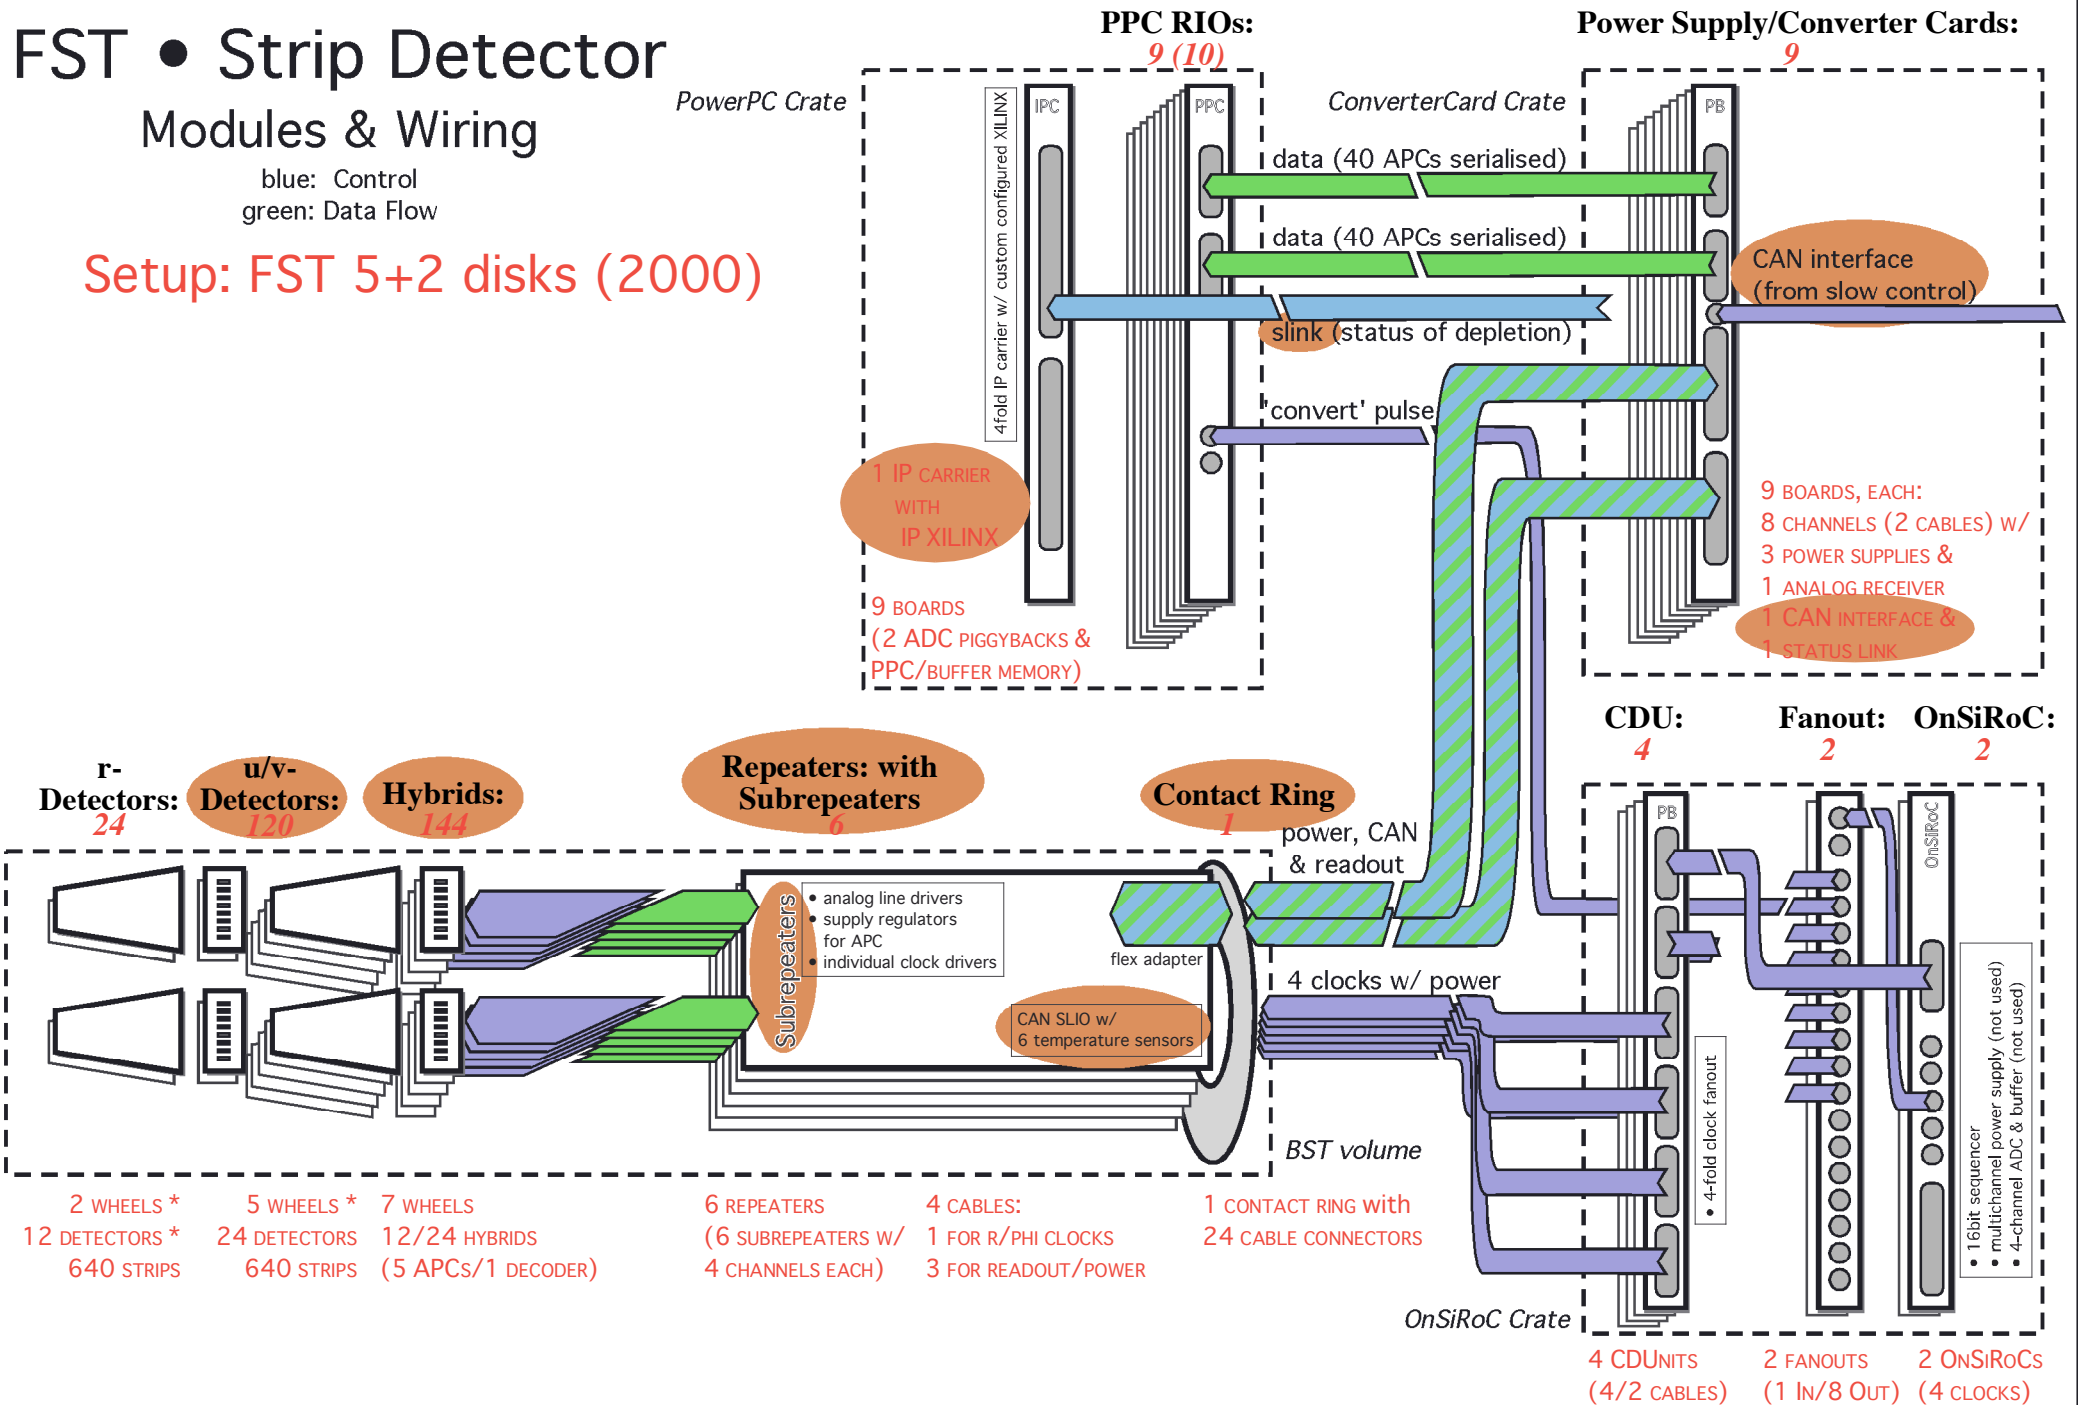 FST • Strip Detector
Modules & Wiring
blue: Control
green: Data Flow
Setup: FST 5+2 disks (2000)
PPC RIOs:
9 (10)
PowerPC Crate
IPC
PPC
4fold IP carrier w/ custom configured XILINX
1 IP CARRIER
WITH
IP XILINX
9 BOARDS
(2 ADC PIGGYBACKS &
PPC/BUFFER MEMORY)
Power Supply/Converter Cards:
9
ConverterCard Crate
PB
data (40 APCs serialised)
data (40 APCs serialised)
slink (status of depletion)
'convert' pulse
CAN interface
(from slow control)
9 BOARDS, EACH:
8 CHANNELS (2 CABLES) W/
3 POWER SUPPLIES &
1 ANALOG RECEIVER
1 CAN INTERFACE &
1 STATUS LINK
r-
Detectors:
24
u/v-
Detectors:
120
Hybrids:
144
Repeaters: with
Subrepeaters
6
Contact Ring
1
power, CAN
& readout
Subrepeaters
• analog line drivers
• supply regulators
for APC
• individual clock drivers
flex adapter
CAN SLIO w/
6 temperature sensors
4 clocks w/ power
BST volume
2 WHEELS *
12 DETECTORS *
640 STRIPS
5 WHEELS *
24 DETECTORS
640 STRIPS
7 WHEELS
12/24 HYBRIDS
(5 APCS/1 DECODER)
6 REPEATERS
(6 SUBREPEATERS W/
4 CHANNELS EACH)
4 CABLES:
1 FOR R/PHI CLOCKS
3 FOR READOUT/POWER
1 CONTACT RING with
24 CABLE CONNECTORS
CDU:
4
Fanout:
2
OnSiRoC:
2
PB
OnSiRoC
• 4-fold clock fanout
• 16bit sequencer
• multichannel power supply (not used)
• 4-channel ADC & buffer (not used)
OnSiRoC Crate
4 CDUNITS
(4/2 CABLES)
2 FANOUTS
(1 IN/8 OUT)
2 ONSIROCS
(4 CLOCKS)